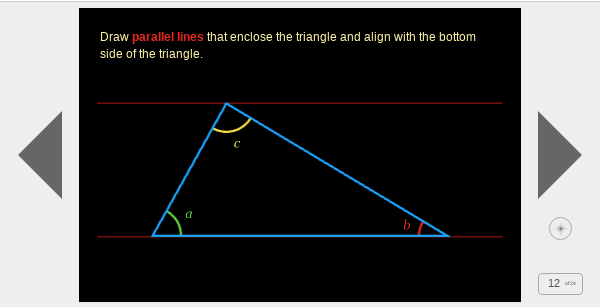 Draw parallel lines that enclose the triangle and align with the bottom
side of the triangle.
c
a
b
12 of 24